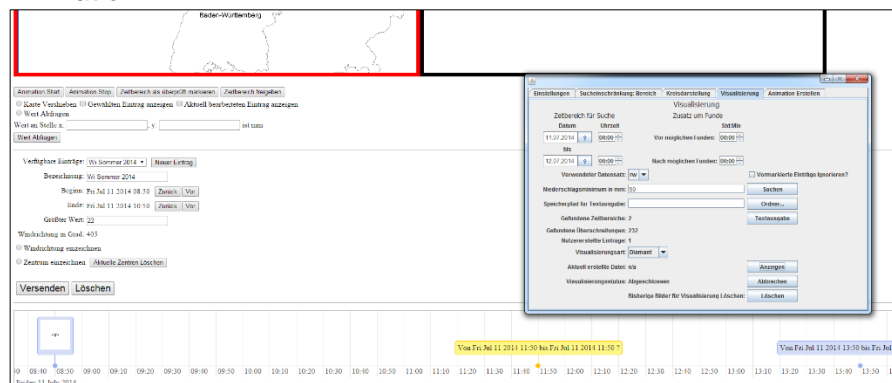 Baden-Württemberg
Animation Start Animation Stop Zeitbereich als überprüft markieren Zeitbereich freigeben
Karte Verschieben Gewählten Eintrag anzeigen Aktuell bearbeiteten Eintrag anzeigen
Wert Abfragen
Wert an Stelle x: , y: ist mm
Wert Abfragen
Verfügbare Einträge: Wi Sommer 2014 Neuer Eintrag
Bezeichnung: Wi Sommer 2014
Beginn: Fri Jul 11 2014 08:50 Zurück Vor
Ende: Fri Jul 11 2014 10:50 Zurück Vor
Größter Wert: 22
Windrichtung in Grad: 405
Windrichtung einzeichnen
Zentrum einzeichnen Aktuelle Zentren Löschen
Versenden Löschen
Einstellungen Sucheinschränkung: Bereich Kreisdarstellung Visualisierung Animation Erstellen
Visualisierung
Zeitbereich für Suche Zusatz um Funde
Datum Uhrzeit Std:Min
11.07.2014 00:00 Vor möglichen Funden: 00:00
bis
12.07.2014 00:00 Nach möglichen Funden: 00:00
Verwendeter Datensatz: rw Vormarkierte Einträge ignorieren?
Niederschlagsminimum in mm: 50 Suchen
Speicherpfad für Textausgabe: Ordner...
Gefundene Zeitbereiche: 2 Textausgabe
Gefundene Überschreitungen: 232
Nutzererstellte Einträge: 1
Visualisierungsart: Diamant
Aktuell erstellte Datei: n/a Anzeigen
Visualisierungsstatus: Abgeschlossen Abbrechen
Bisherige Bilder für Visualisierung Löschen: Löschen
Von Fri Jul 11 2014 11:50 bis Fri Jul 11 2014 11:50 ? Von Fri Jul 11 2014 13:50 bis Fri Jul
08:40 08:50 09:00 09:10 09:20 09:30 09:40 09:50 10:00 10:10 10:20 10:30 10:40 10:50 11:00 11:10 11:20 11:30 11:40 11:50 12:00 12:10 12:20 12:30 12:40 12:50 13:00 13:10 13:20 13:30 13:40 13:50